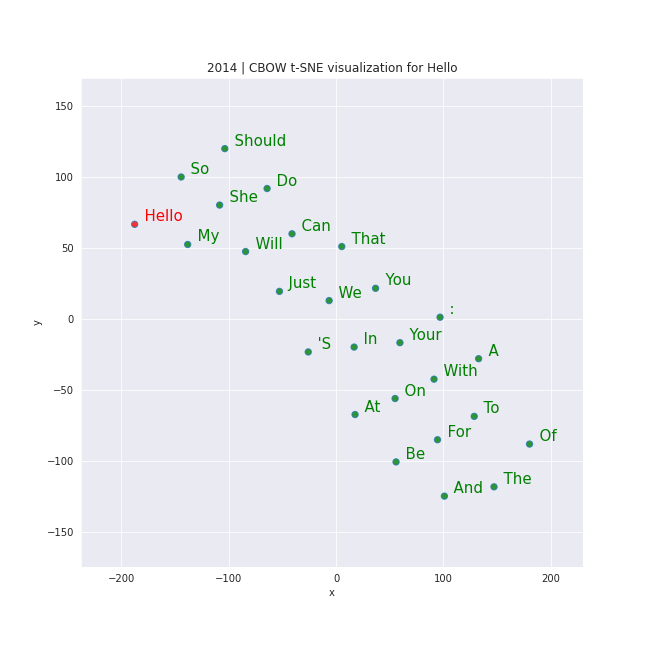 2014 | CBOW t-SNE visualization for Hello
150
Should
So
100
Do
She
Hello
My
Can
That
Will
50
Just
You
We
:
0
Your
In
'S
A
With
On
−50
At
To
For
Of
Be
−100
The
And
−150
y
−200
−100
0
100
200
x